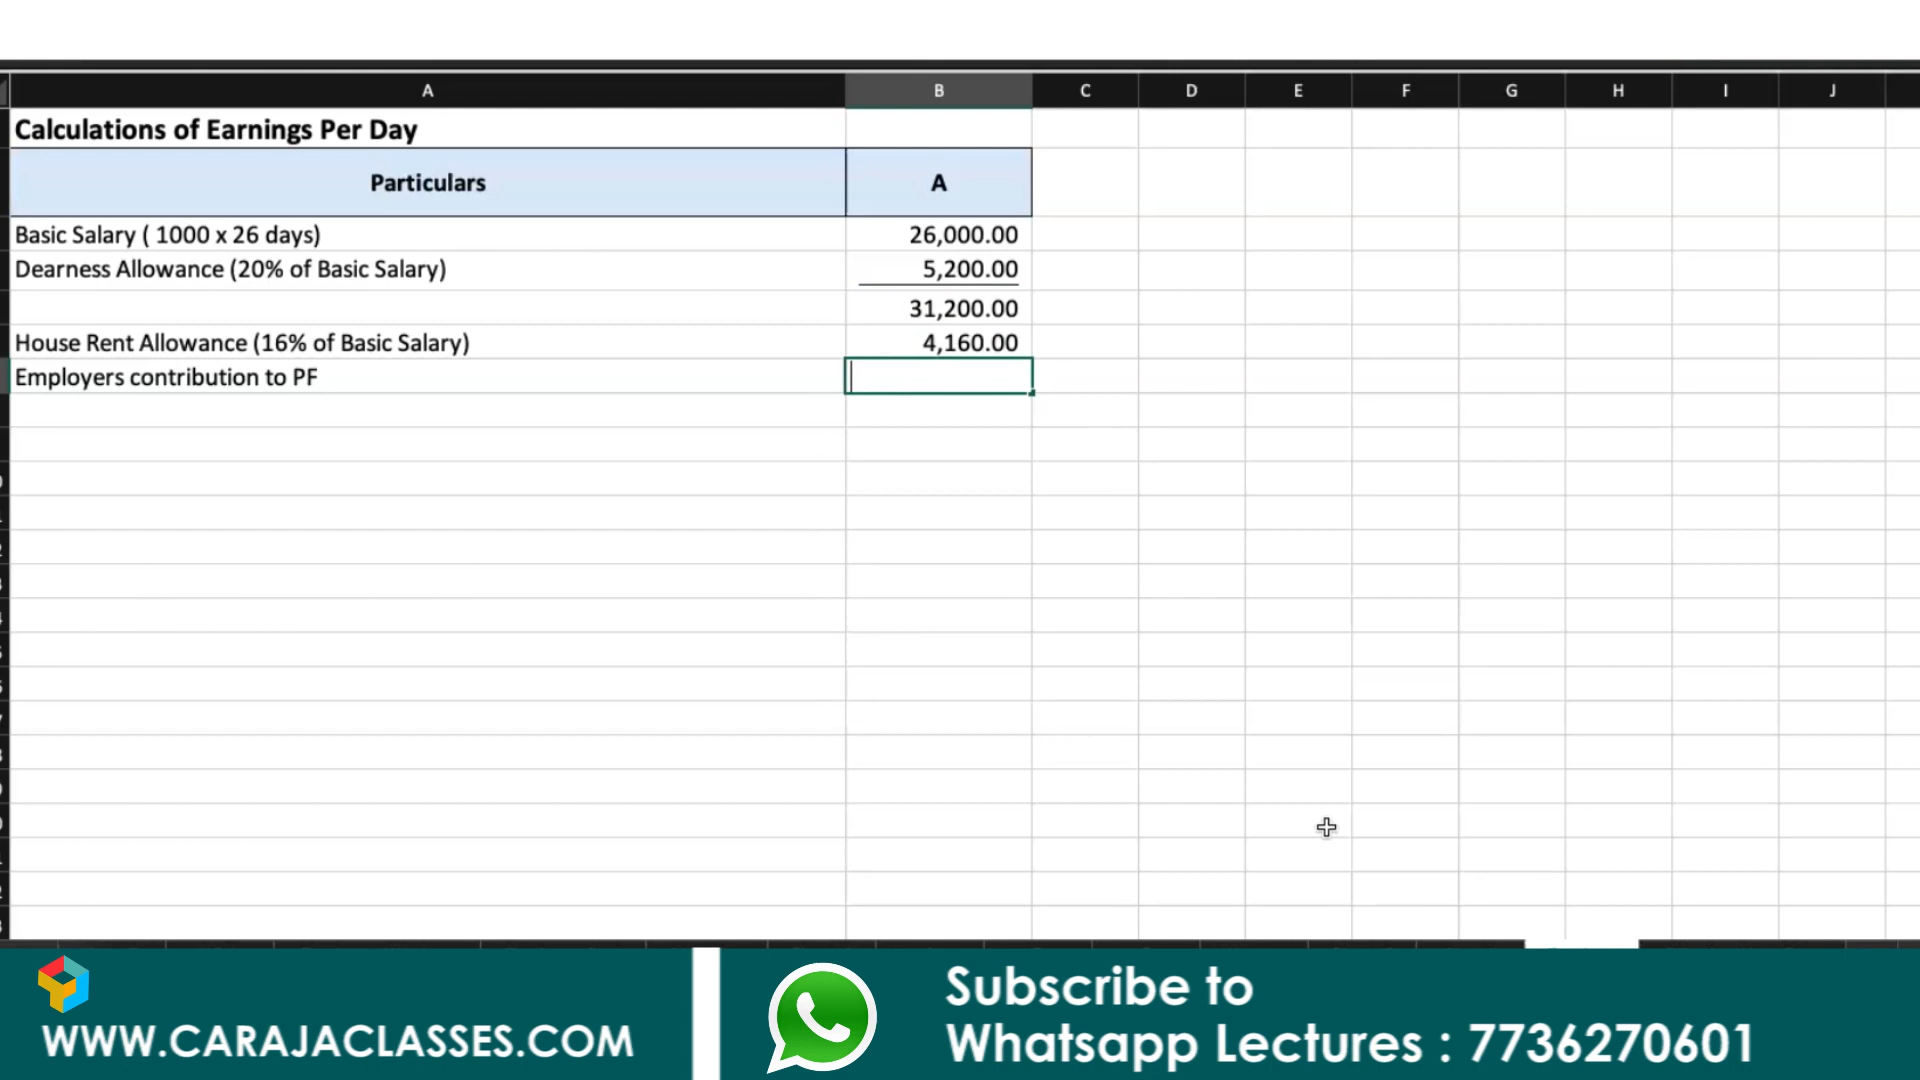 A B C D E F G H I J
Calculations of Earnings Per Day
Particulars A
Basic Salary ( 1000 x 26 days) 26,000.00
Dearness Allowance (20% of Basic Salary) 5,200.00
31,200.00
House Rent Allowance (16% of Basic Salary) 4,160.00
Employers contribution to PF
WWW.CARAJACLASSES.COM
Subscribe to
Whatsapp Lectures : 7736270601